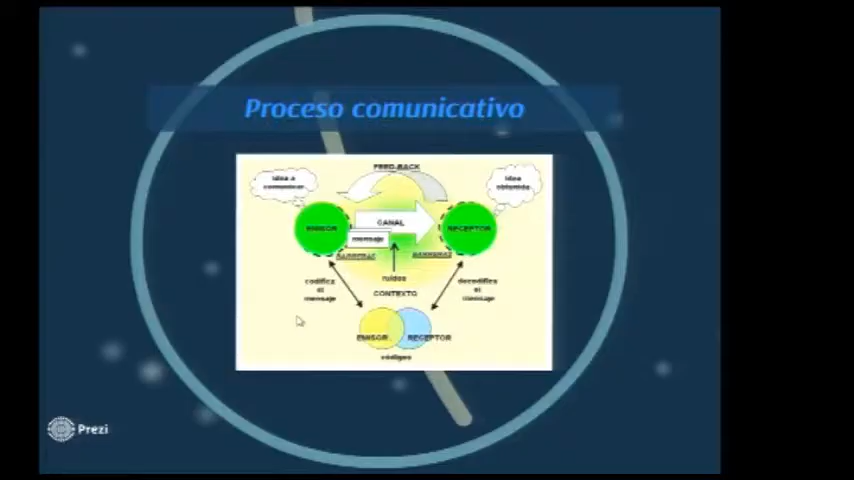 Proceso comunicativo
FEED-BACK
Idea a
comunicar
Idea
obtenida
EMISOR
CANAL
RECEPTOR
mensaje
BARRERAS
BARRERAS
ruidos
codifica
el
mensaje
CONTEXTO
decodifica
el
mensaje
EMISOR
RECEPTOR
códigos
Prezi